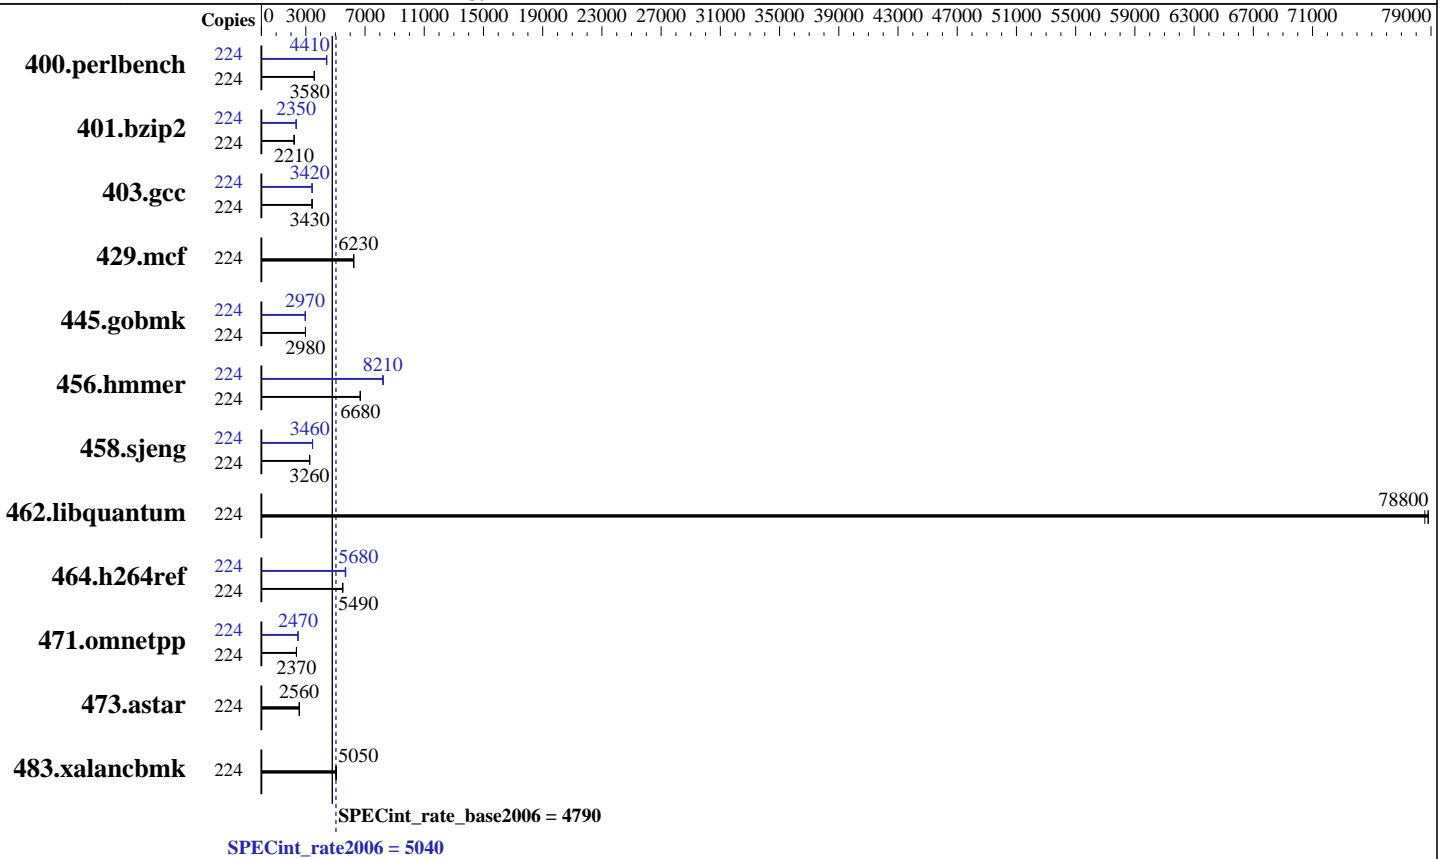 Copies 0 3000 7000 11000 15000 19000 23000 27000 31000 35000 39000 43000 47000 51000 55000 59000 63000 67000 71000 79000
400.perlbench 224 4410
224 3580
401.bzip2 224 2350
224 2210
403.gcc 224 3420
224 3430
429.mcf 224 6230
445.gobmk 224 2970
224 2980
456.hmmer 224 8210
224 6680
458.sjeng 224 3460
224 3260
462.libquantum 224 78800
464.h264ref 224 5680
224 5490
471.omnetpp 224 2470
224 2370
473.astar 224 2560
483.xalancbmk 224 5050
SPECint_rate_base2006 = 4790
SPECint_rate2006 = 5040